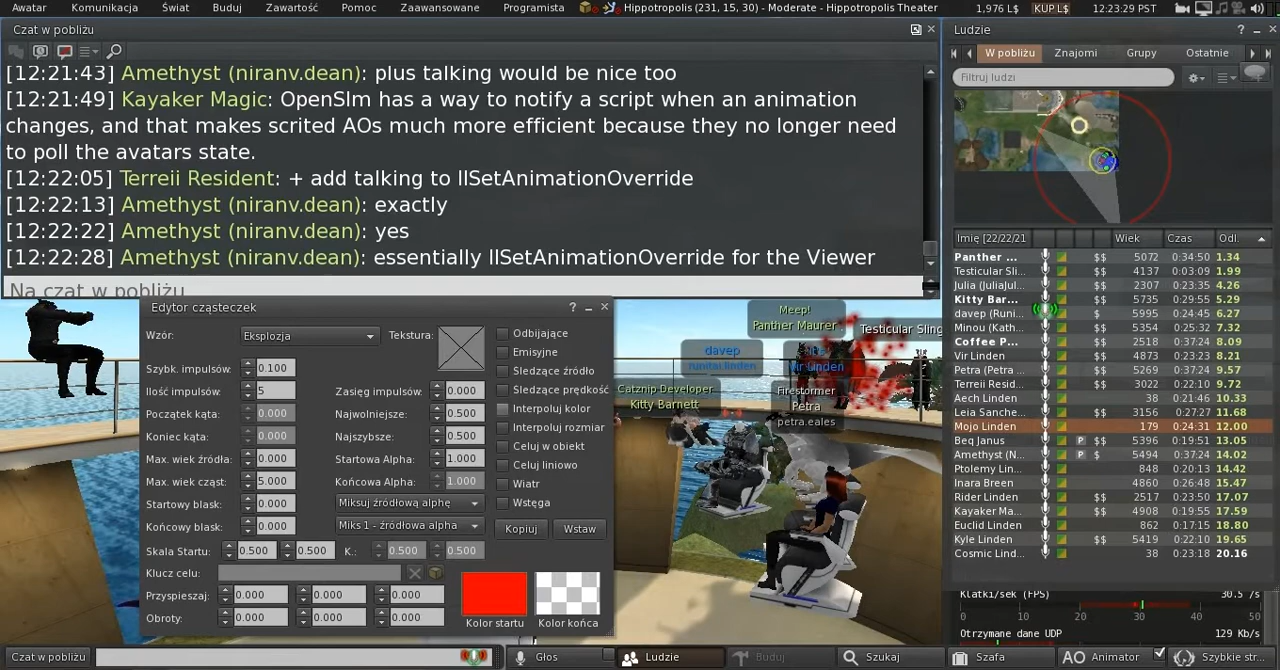 Awatar Komunikacja Świat Buduj Zawartość Pomoc Zaawansowane Programista Hippotropolis (231, 15, 30) - Moderate - Hippotropolis Theater 1,976 L$ KUP L$ 12:23:29 PST
Czat w pobliżu
[12:21:43] Amethyst (niranv.dean): plus talking would be nice too
[12:21:49] Kayaker Magic: OpenSIm has a way to notify a script when an animation
changes, and that makes scrited AOs much more efficient because they no longer need
to poll the avatars state.
[12:22:05] Terreii Resident: + add talking to llSetAnimationOverride
[12:22:13] Amethyst (niranv.dean): exactly
[12:22:22] Amethyst (niranv.dean): yes
[12:22:28] Amethyst (niranv.dean): essentially llSetAnimationOverride for the Viewer
Na czat w pobliżu
Edytor cząsteczek ? _ ×
Wzór: Eksplozja Tekstura:
Szybk. impulsów: 0.100
Ilość impulsów: 5 Zasięg impulsów: 0.000
Początek kąta: 0.000 Najwolniejsze: 0.500
Koniec kąta: 0.000 Najszybsze: 0.500
Max. wiek źródła: 0.000 Startowa Alpha: 1.000
Max. wiek cząst: 5.000 Końcowa Alpha: 1.000
Startowy blask: 0.000 Miksuj źródłową alphę
Końcowy blask: 0.000 Miks 1 - źródłowa alpha
Odbijające
Emisyjne
Sledzące źródło
Śledzące prędkość
Interpoluj kolor
Interpoluj rozmiar
Celuj w obiekt
Celuj liniowo
Wiatr
Wstęga
Kopiuj Wstaw
Skala Startu: 0.500 0.500 K.: 0.500 0.500
Klucz celu:
Przyspieszaj: 0.000 0.000 0.000
Obroty: 0.000 0.000 0.000
Kolor startu Kolor końca
Meep!
Panther Maurer
Testicular Sling
davep
runitai linden
Vir Linden
Catznip Developer
Kitty Barnett
Firestormer
Petra
petra.eales
Ludzie ? _ ×
W pobliżu Znajomi Grupy Ostatnie
Filtruj ludzi
Imię [22/22/21 Wiek Czas Odl.
Panther ... $$ 5072 0:34:50 1.34
Testicular Sli... $$ 4137 0:03:09 1.99
Julia (JuliaJul... $$ 2307 0:23:35 4.26
Kitty Bar... $$ 5735 0:29:55 5.29
davep (Runi... $ 5995 0:24:45 6.27
Minou (Kath... $$ 5354 0:25:32 7.32
Coffee P... $$ 2518 0:37:24 8.09
Vir Linden 4873 0:23:23 8.21
Petra (Petra ... $$ 5269 0:37:24 9.57
Terreii Resid... $$ 3022 0:22:10 9.72
Aech Linden 38 0:21:46 10.33
Leia Sanche... $$ 3156 0:27:27 11.68
Mojo Linden 179 0:24:31 12.00
Beq Janus P $$ 5396 0:19:51 13.05
Amethyst (N... P $ 5494 0:37:24 14.02
Ptolemy Lin... 848 0:20:13 14.42
Inara Breen 4860 0:26:48 15.47
Rider Linden $$ 2517 0:23:50 17.07
Kayaker Ma... $$ 4908 0:19:55 17.59
Euclid Linden 862 0:17:15 18.80
Kyle Linden $$ 5419 0:22:10 19.65
Cosmic Lind... 38 0:23:18 20.16
Klatki/sek (FPS) 30.5 /s
0 10 20 30 40 50 60
Otrzymane dane UDP 129 Kb/s
Czat w pobliżu Głos Ludzie Buduj Szukaj Szafa AO Animator Szybkie str...